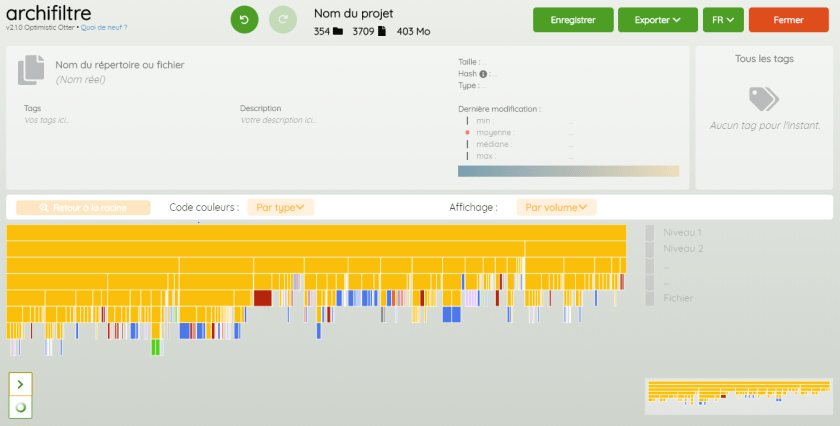 archifiltre
v2.1.0 Optimistic Otter • Quoi de neuf ?
Nom du projet
354 3709 403 Mo
Enregistrer
Exporter
FR
Fermer
Nom du répertoire ou fichier
(Nom réel)
Tags
Vos tags ici..
Description
Votre description ici..
Taille : ..
Hash : ..
Type : ..
Dernière modification :
min : ...
moyenne : ...
médiane : ...
max : ...
Tous les tags
Aucun tag pour l'instant.
Retour à la racine
Code couleurs :
Par type
Affichage :
Par volume
Niveau 1
Niveau 2
..
..
Fichier